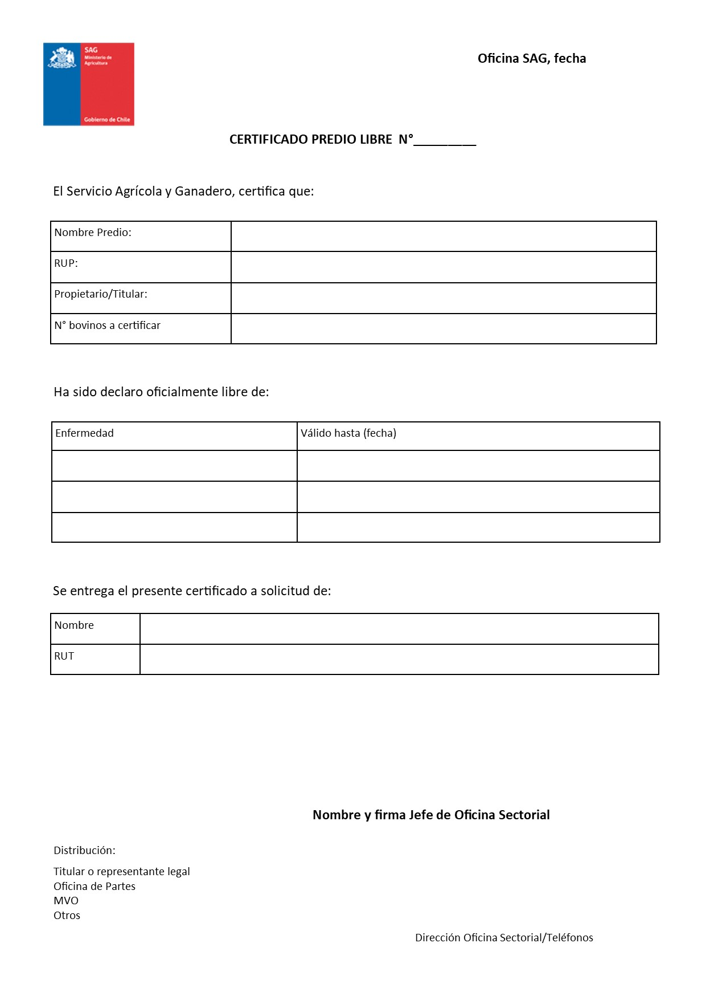 SAG
Ministerio de
Agricultura
Gobierno de Chile
Oficina SAG, fecha
CERTIFICADO PREDIO LIBRE N°_________
El Servicio Agrícola y Ganadero, certifica que:
Nombre Predio:
RUP:
Propietario/Titular:
N° bovinos a certificar
Ha sido declaro oficialmente libre de:
Enfermedad
Válido hasta (fecha)
Se entrega el presente certificado a solicitud de:
Nombre
RUT
Nombre y firma Jefe de Oficina Sectorial
Distribución:
Titular o representante legal
Oficina de Partes
MVO
Otros
Dirección Oficina Sectorial/Teléfonos